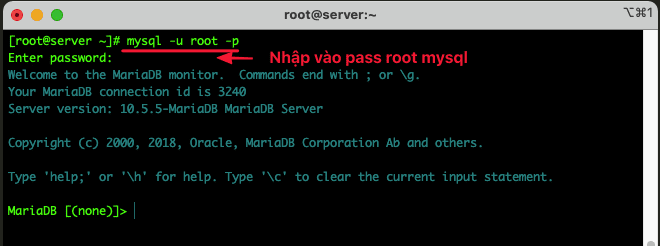 root@server:~
⌥⌘1
[root@server ~]# mysql -u root -p
Enter password:
Nhập vào pass root mysql
Welcome to the MariaDB monitor.  Commands end with ; or \g.
Your MariaDB connection id is 3240
Server version: 10.5.5-MariaDB MariaDB Server
Copyright (c) 2000, 2018, Oracle, MariaDB Corporation Ab and others.
Type 'help;' or '\h' for help. Type '\c' to clear the current input statement.
MariaDB [(none)]>